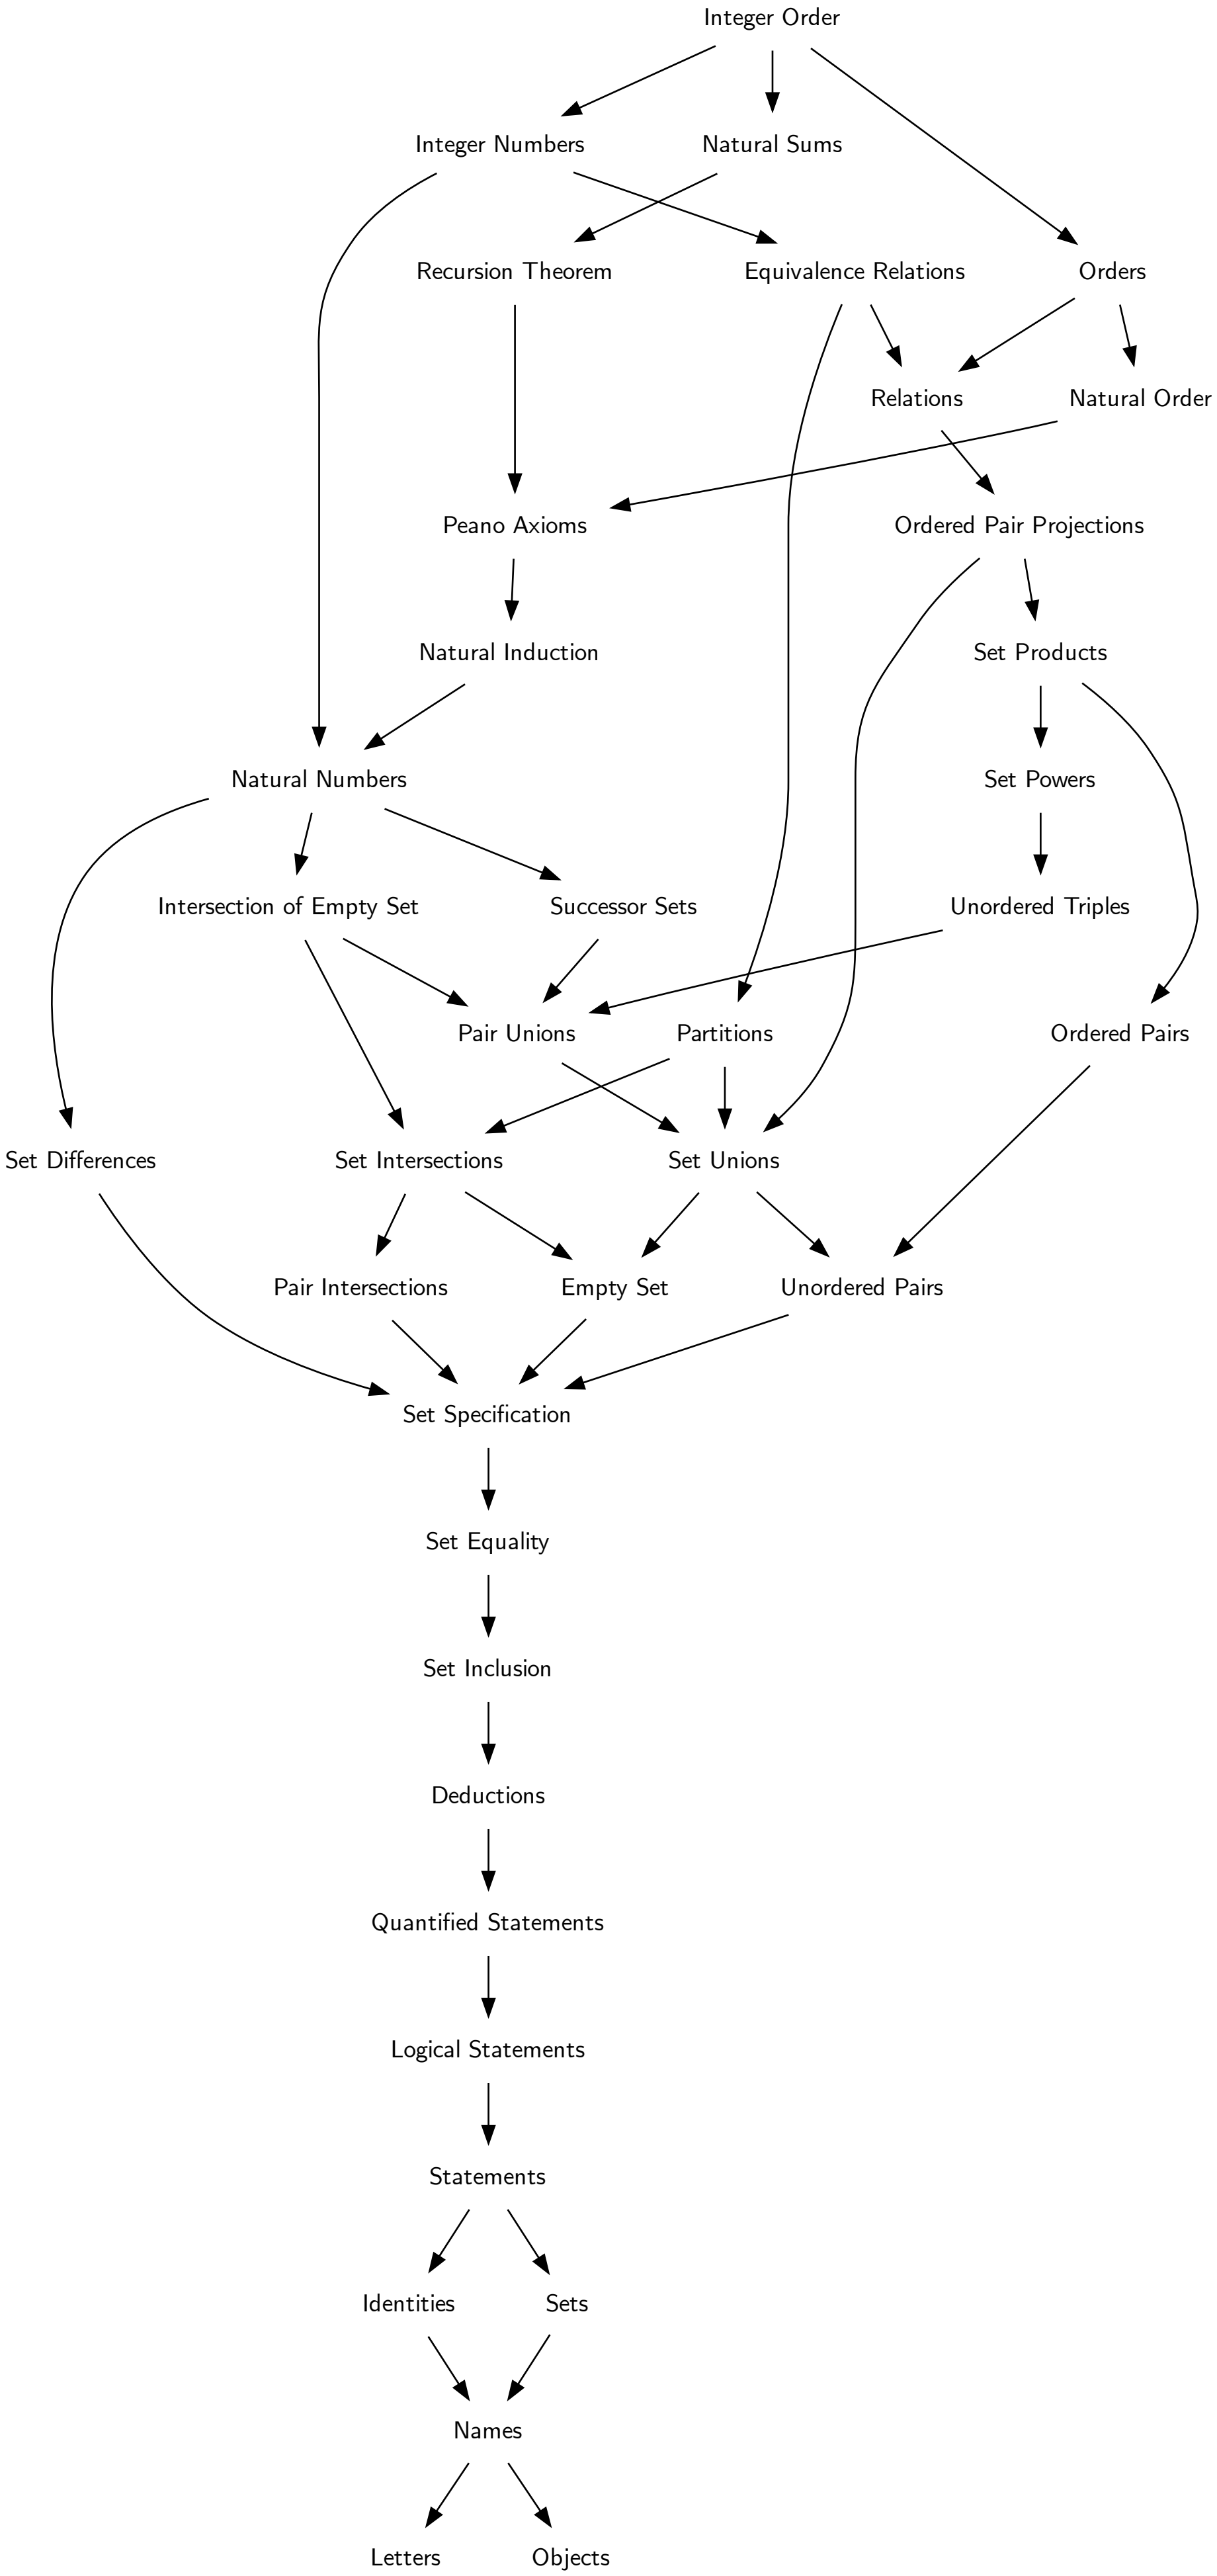 Integer Order
Integer Numbers
Natural Sums
Recursion Theorem
Equivalence Relations
Orders
Relations
Natural Order
Peano Axioms
Ordered Pair Projections
Natural Induction
Set Products
Natural Numbers
Set Powers
Intersection of Empty Set
Successor Sets
Unordered Triples
Pair Unions
Partitions
Ordered Pairs
Set Differences
Set Intersections
Set Unions
Pair Intersections
Empty Set
Unordered Pairs
Set Specification
Set Equality
Set Inclusion
Deductions
Quantified Statements
Logical Statements
Statements
Identities
Sets
Names
Letters
Objects